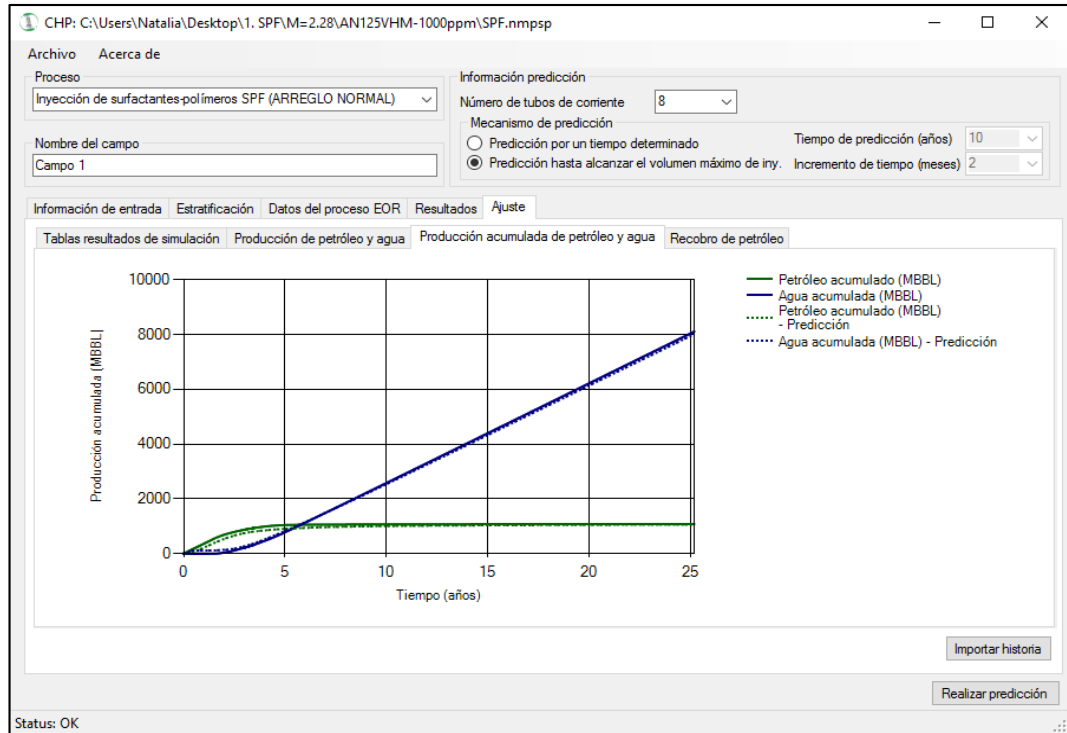 CHP: C:\Users\Natalia\Desktop\1. SPF\M=2.28\AN125VHM-1000ppm\SPF.nmpsp
Archivo Acerca de
Proceso
Inyección de surfactantes-polímeros SPF (ARREGLO NORMAL)
Nombre del campo
Campo 1
Información predicción
Número de tubos de corriente 8
Mecanismo de predicción
Predicción por un tiempo determinado
Predicción hasta alcanzar el volumen máximo de iny.
Tiempo de predicción (años) 10
Incremento de tiempo (meses) 2
Información de entrada Estratificación Datos del proceso EOR Resultados Ajuste
Tablas resultados de simulación Producción de petróleo y agua Producción acumulada de petróleo y agua Recobro de petróleo
Producción acumulada (MBBL)
10000
8000
6000
4000
2000
0
0 5 10 15 20 25
Tiempo (años)
Petróleo acumulado (MBBL)
Agua acumulada (MBBL)
Petróleo acumulado (MBBL)
- Predicción
Agua acumulada (MBBL) - Predicción
Importar historia
Realizar predicción
Status: OK